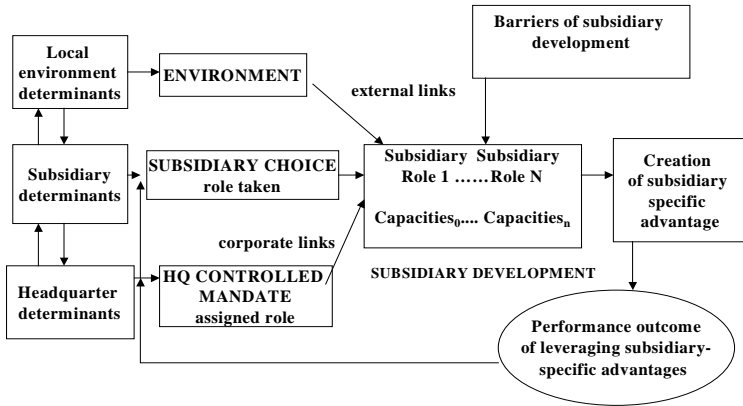 Local
environment
determinants
ENVIRONMENT
external links
Barriers of subsidiary
development
Subsidiary
determinants
SUBSIDIARY CHOICE
role taken
Subsidiary Subsidiary
Role 1 ......Role N
Capacities₀.... Capacitiesₙ
Creation
of subsidiary
specific
advantage
corporate links
Headquarter
determinants
HQ CONTROLLED
MANDATE
assigned role
SUBSIDIARY DEVELOPMENT
Performance outcome
of leveraging subsidiary-
specific advantages